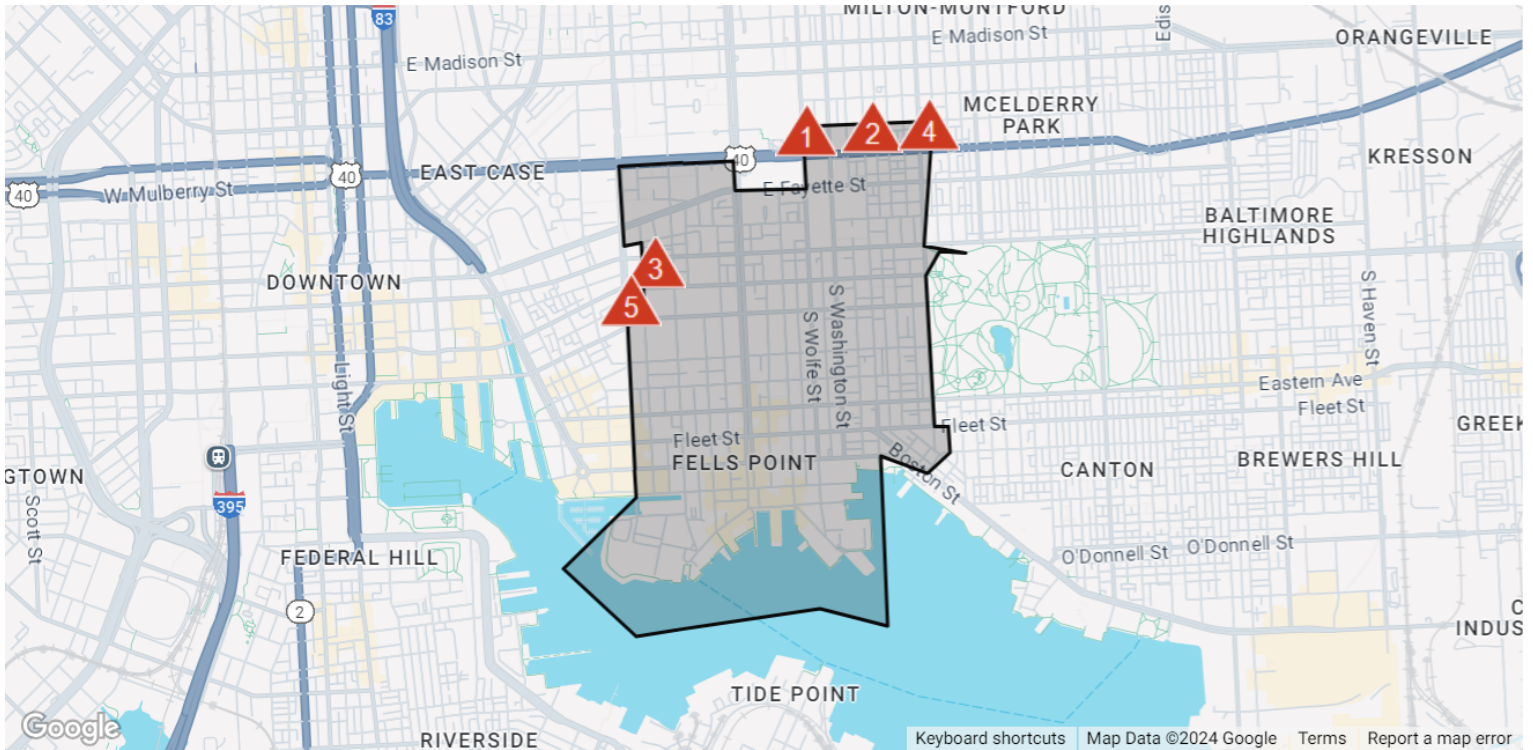 83
MILTON-MONTFORD
E Madison St
Edis
ORANGEVILLE
E Madison St
MCELDERRY
PARK
1
2
4
40
EAST CASE
KRESSON
40
40
W Mulberry St
E Fayette St
BALTIMORE
HIGHLANDS
3
DOWNTOWN
5
S Washington St
S Wolfe St
S Haven St
Light St
Eastern Ave
Fleet St
Fleet St
GREEK
Fleet St
FELLS POINT
Boston St
CANTON
BREWERS HILL
GTOWN
Scott St
395
FEDERAL HILL
O'Donnell St
O'Donnell St
2
C
INDUS
TIDE POINT
RIVERSIDE
Google
Keyboard shortcuts
Map Data ©2024 Google
Terms
Report a map error